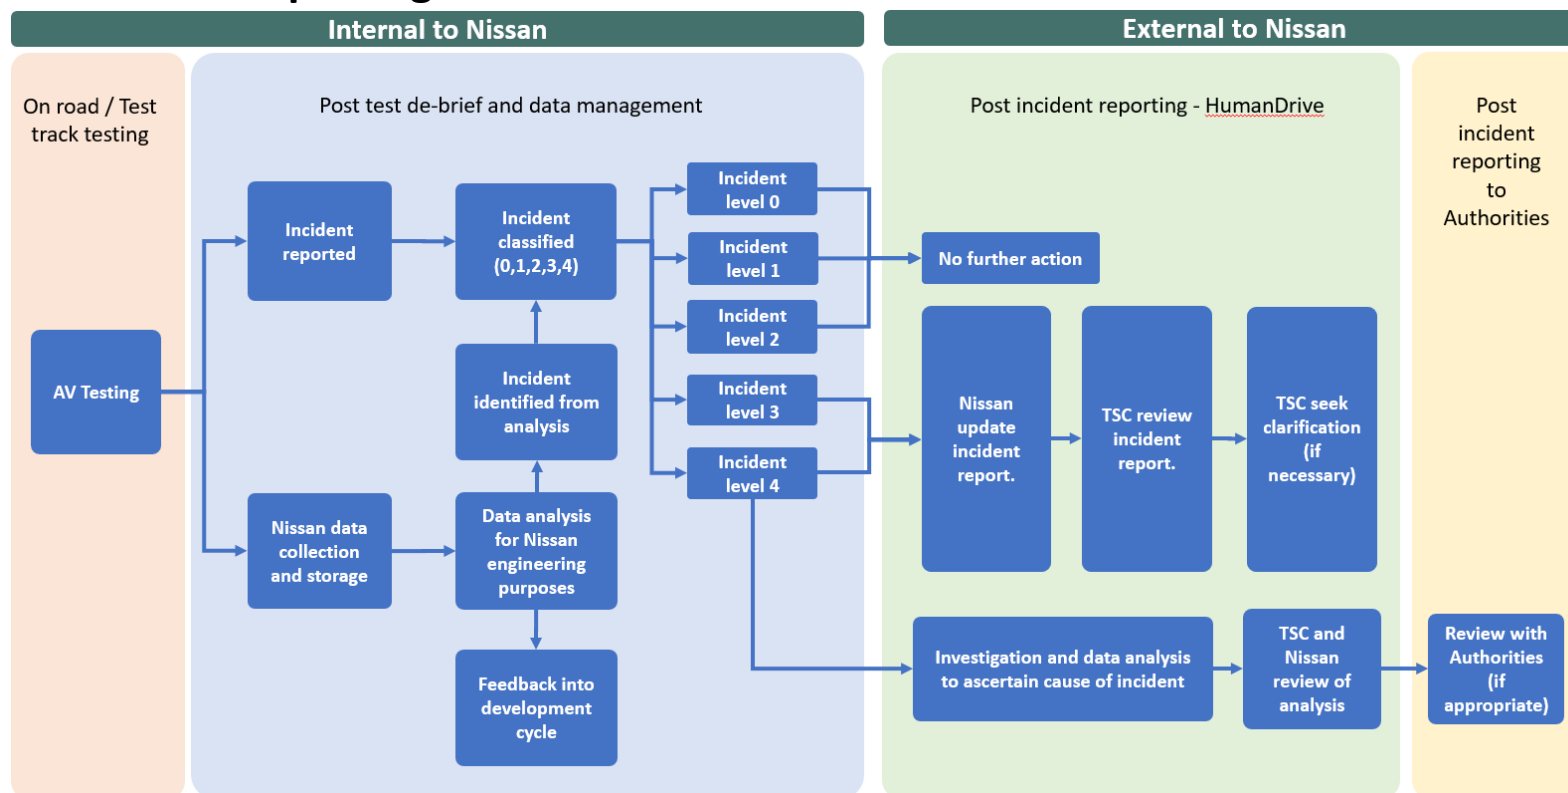 Internal to Nissan
External to Nissan
On road / Test
track testing
Post test de-brief and data management
Post incident reporting - HumanDrive
Post
incident
reporting
to
Authorities
AV Testing
Incident
reported
Incident
classified
(0,1,2,3,4)
Incident
identified from
analysis
Nissan data
collection
and storage
Data analysis
for Nissan
engineering
purposes
Feedback into
development
cycle
Incident
level 0
Incident
level 1
Incident
level 2
Incident
level 3
Incident
level 4
No further action
Nissan
update
incident
report.
TSC review
incident
report.
TSC seek
clarification
(if
necessary)
Investigation and data analysis
to ascertain cause of incident
TSC and
Nissan
review of
analysis
Review with
Authorities
(if
appropriate)